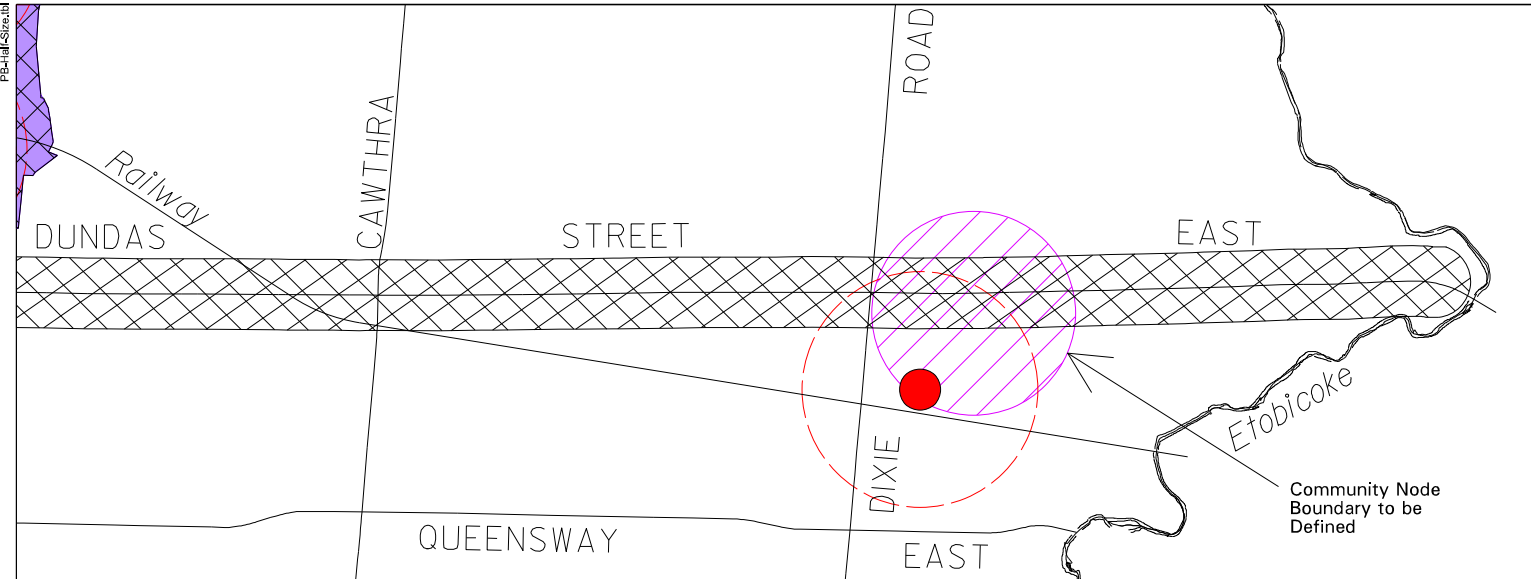 PB-Half-Size.tbl
ROAD
CAWTHRA
Railway
DUNDAS
STREET
EAST
Etobicoke
DIXIE
Community Node
Boundary to be
Defined
QUEENSWAY
EAST